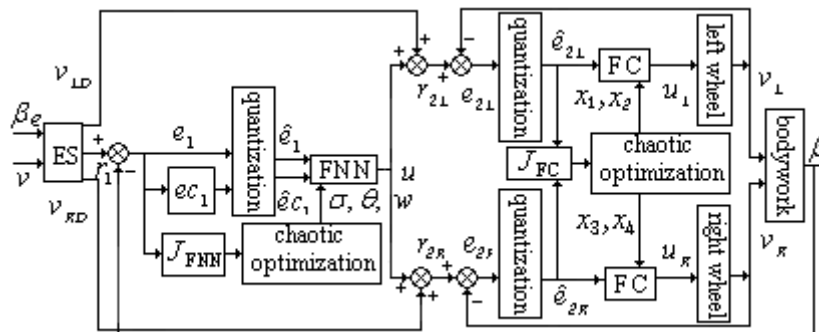 v_LD
β_e
v
ES
v_RD
+
r_1
-
e_1
ec_1
J_FNN
quantization
ê_1
êc_1
FNN
σ, θ, w
chaotic
optimization
u
+
+
r_2L
+
-
e_2L
quantization
ê_2L
FC
x_1, x_2
u_L
left wheel
v_L
J_FC
chaotic
optimization
bodywork
β
+
+
r_2R
+
-
e_2R
quantization
ê_2R
x_3, x_4
FC
u_R
right wheel
v_R